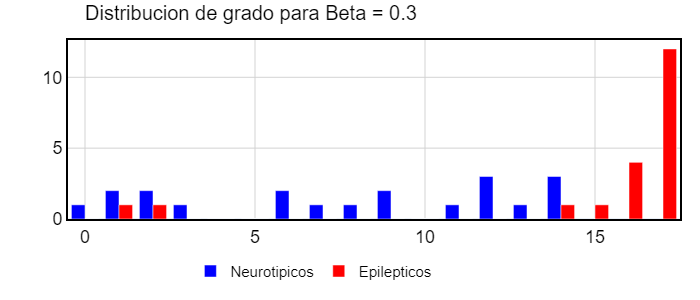 Distribucion de grado para Beta = 0.3
10
5
0
0 5 10 15
Neurotipicos Epilepticos